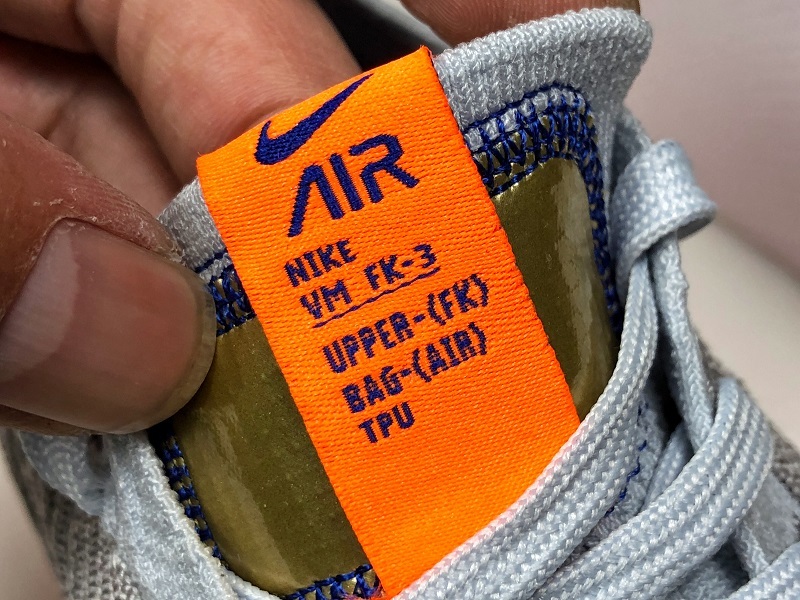 AIR
NIKE
VM FK-3
UPPER-(FK)
BAG-(AIR)
TPU